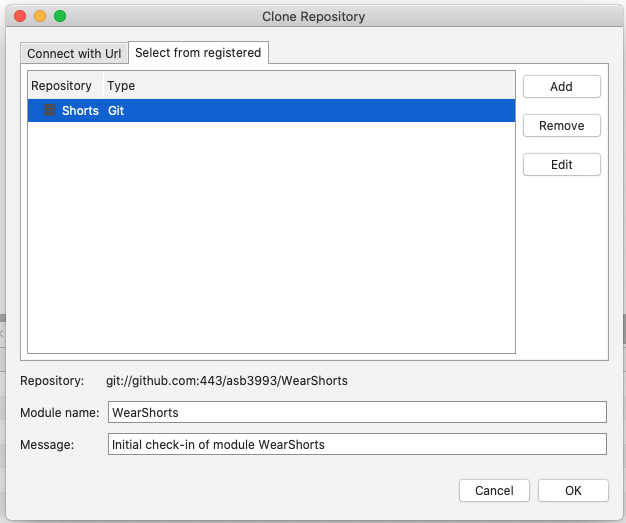 Clone Repository
Connect with Url Select from registered
Repository Type
Shorts Git
Add
Remove
Edit
Repository: git://github.com:443/asb3993/WearShorts
Module name: WearShorts
Message: Initial check-in of module WearShorts
Cancel OK